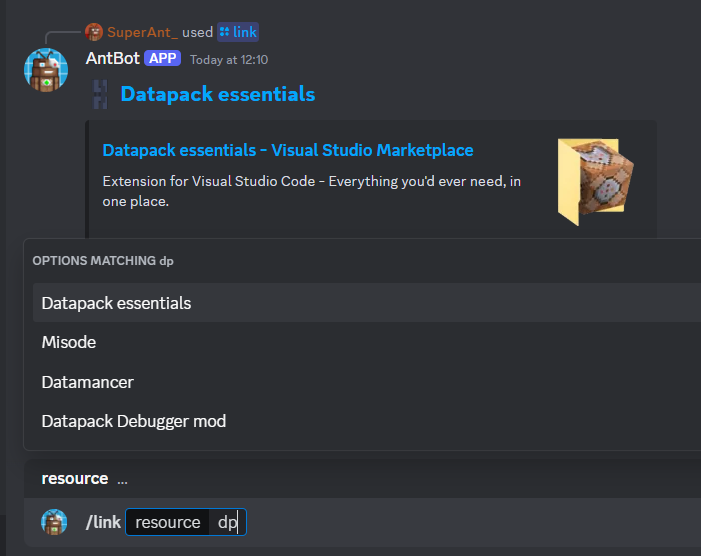 SuperAnt_ used link
AntBot APP Today at 12:10
Datapack essentials
Datapack essentials - Visual Studio Marketplace
Extension for Visual Studio Code - Everything you'd ever need, in
one place.
OPTIONS MATCHING dp
Datapack essentials
Misode
Datamancer
Datapack Debugger mod
resource ...
/link resource dp